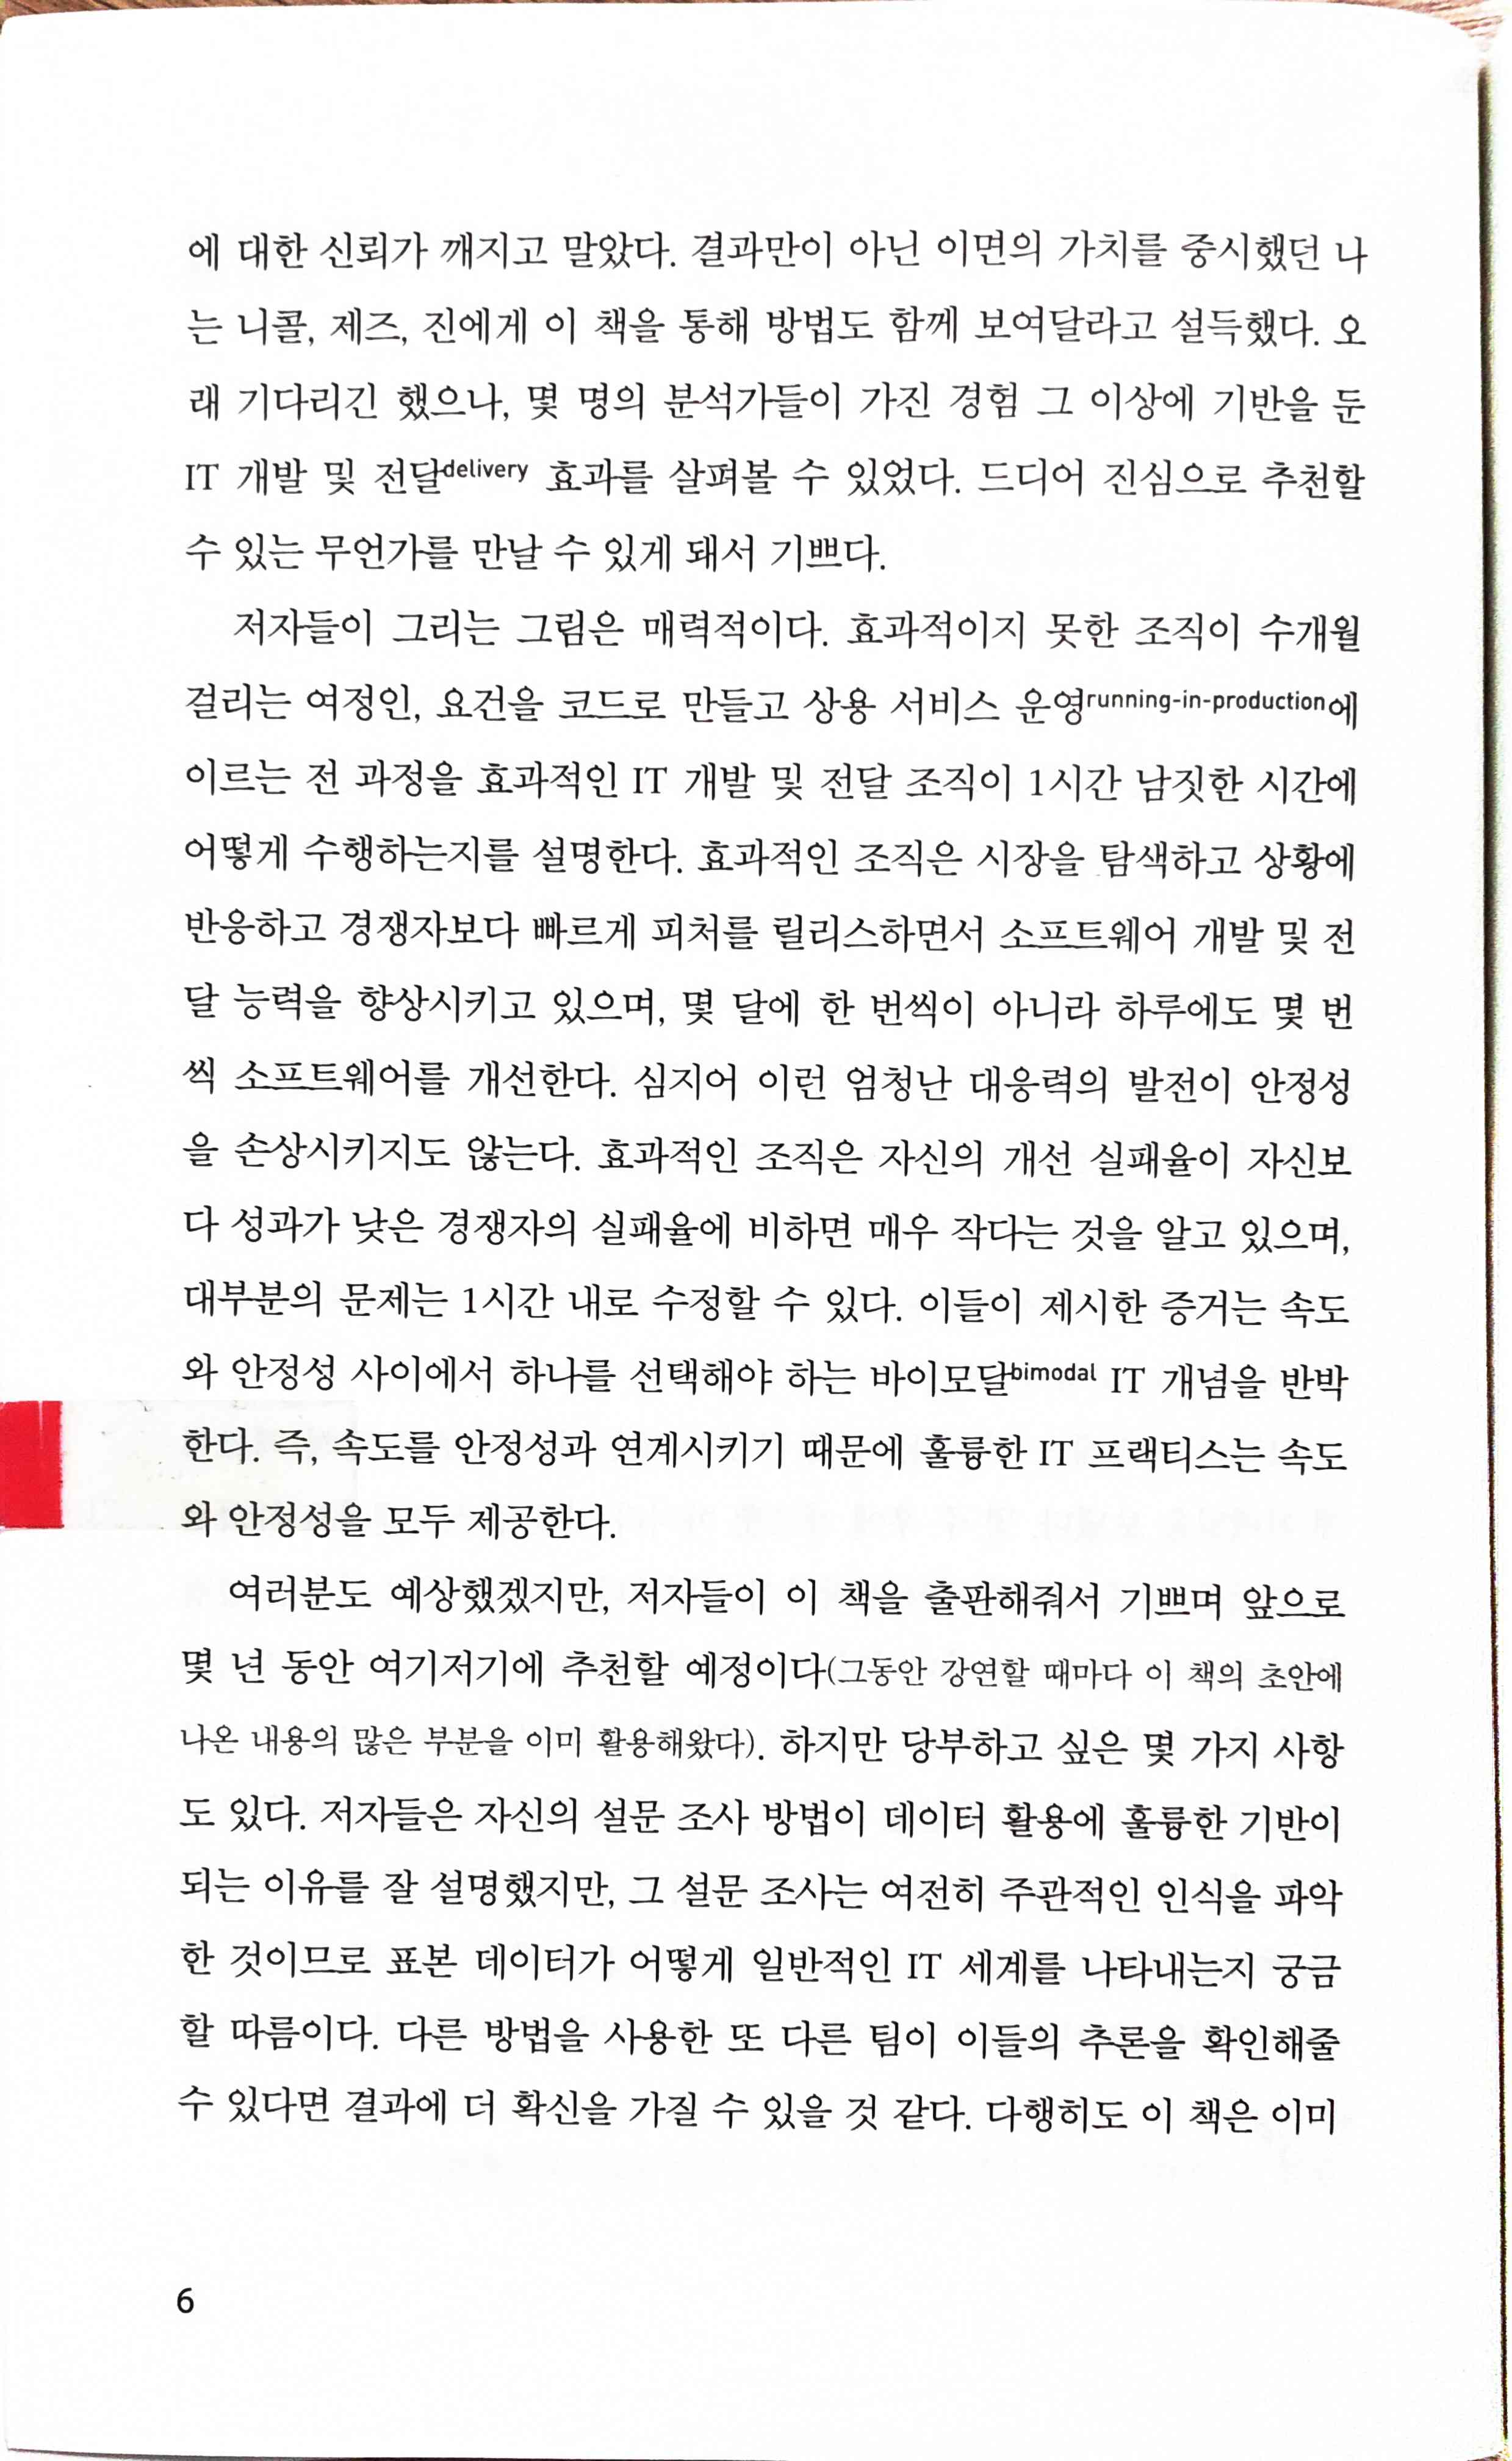 에 대한 신뢰가 깨지고 말았다. 결과만이 아닌 이면의 가치를 중시했던 나
는 니콜, 제즈, 진에게 이 책을 통해 방법도 함께 보여달라고 설득했다. 오
래 기다리긴 했으나, 몇 명의 분석가들이 가진 경험 그 이상에 기반을 둔
IT 개발 및 전달delivery 효과를 살펴볼 수 있었다. 드디어 진심으로 추천할
수 있는 무언가를 만날 수 있게 돼서 기쁘다.
저자들이 그리는 그림은 매력적이다. 효과적이지 못한 조직이 수개월
걸리는 여정인, 요건을 코드로 만들고 상용 서비스 운영running-in-production에
이르는 전 과정을 효과적인 IT 개발 및 전달 조직이 1시간 남짓한 시간에
어떻게 수행하는지를 설명한다. 효과적인 조직은 시장을 탐색하고 상황에
반응하고 경쟁자보다 빠르게 피처를 릴리스하면서 소프트웨어 개발 및 전
달 능력을 향상시키고 있으며, 몇 달에 한 번씩이 아니라 하루에도 몇 번
씩 소프트웨어를 개선한다. 심지어 이런 엄청난 대응력의 발전이 안정성
을 손상시키지도 않는다. 효과적인 조직은 자신의 개선 실패율이 자신보
다 성과가 낮은 경쟁자의 실패율에 비하면 매우 작다는 것을 알고 있으며,
대부분의 문제는 1시간 내로 수정할 수 있다. 이들이 제시한 증거는 속도
와 안정성 사이에서 하나를 선택해야 하는 바이모달bimodal IT 개념을 반박
한다. 즉, 속도를 안정성과 연계시키기 때문에 훌륭한 IT 프랙티스는 속도
와 안정성을 모두 제공한다.
여러분도 예상했겠지만, 저자들이 이 책을 출판해줘서 기쁘며 앞으로
몇 년 동안 여기저기에 추천할 예정이다(그동안 강연할 때마다 이 책의 초안에
나온 내용의 많은 부분을 이미 활용해왔다). 하지만 당부하고 싶은 몇 가지 사항
도 있다. 저자들은 자신의 설문 조사 방법이 데이터 활용에 훌륭한 기반이
되는 이유를 잘 설명했지만, 그 설문 조사는 여전히 주관적인 인식을 파악
한 것이므로 표본 데이터가 어떻게 일반적인 IT 세계를 나타내는지 궁금
할 따름이다. 다른 방법을 사용한 또 다른 팀이 이들의 추론을 확인해줄
수 있다면 결과에 더 확신을 가질 수 있을 것 같다. 다행히도 이 책은 이미
6